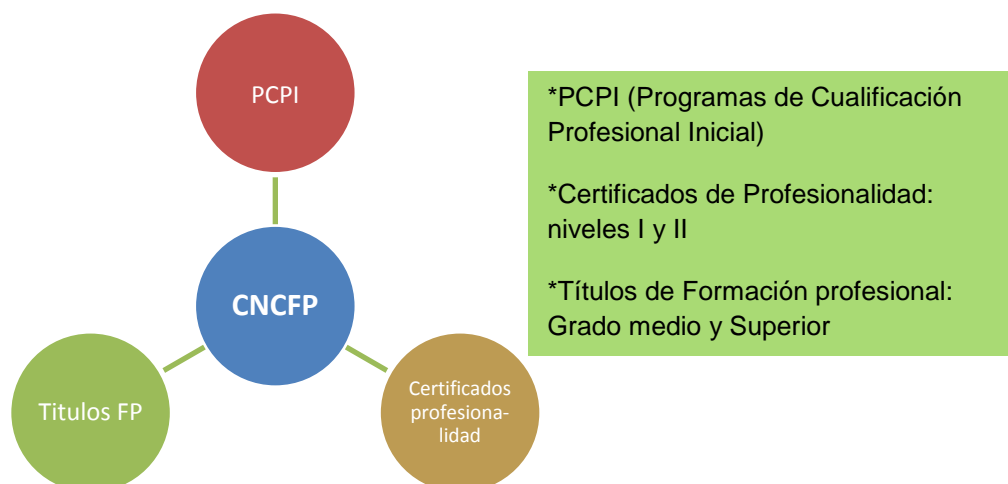 PCPI
CNCFP
Titulos FP
Certificados
profesiona-
lidad
*PCPI (Programas de Cualificación
Profesional Inicial)
*Certificados de Profesionalidad:
niveles I y II
*Títulos de Formación profesional:
Grado medio y Superior